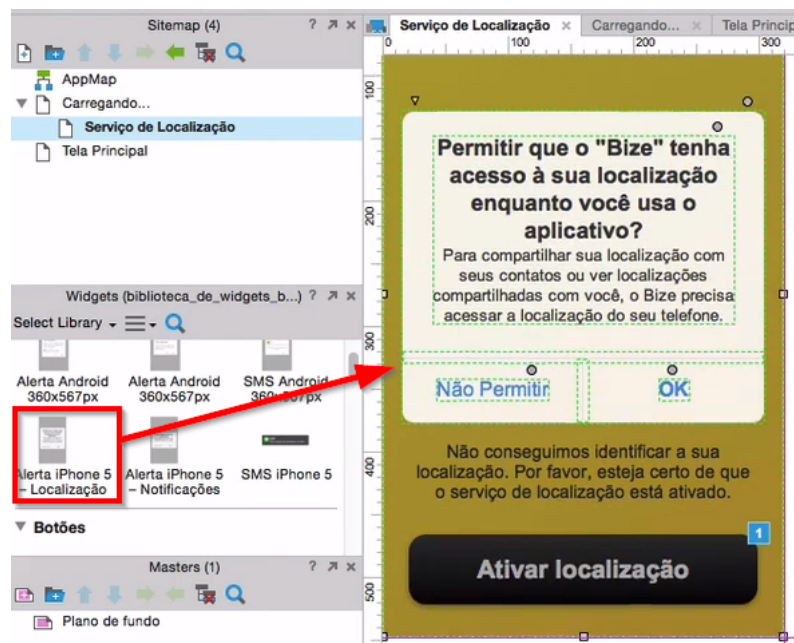 Sitemap (4)
AppMap
Carregando...
Serviço de Localização
Tela Principal
Widgets (biblioteca_de_widgets_b...)
Select Library
Alerta Android
360x567px
Alerta Android
360x567px
SMS Android
360x567px
Alerta iPhone 5
– Localização
Alerta iPhone 5
– Notificações
SMS iPhone 5
Botões
Masters (1)
Plano de fundo
Serviço de Localização
Carregando...
Tela Princip
0
100
200
300
100
200
300
400
500
Permitir que o "Bize" tenha
acesso à sua localização
enquanto você usa o
aplicativo?
Para compartilhar sua localização com
seus contatos ou ver localizações
compartilhadas com você, o Bize precisa
acessar a localização do seu telefone.
Não Permitir
OK
Não conseguimos identificar a sua
localização. Por favor, esteja certo de que
o serviço de localização está ativado.
1
Ativar localização